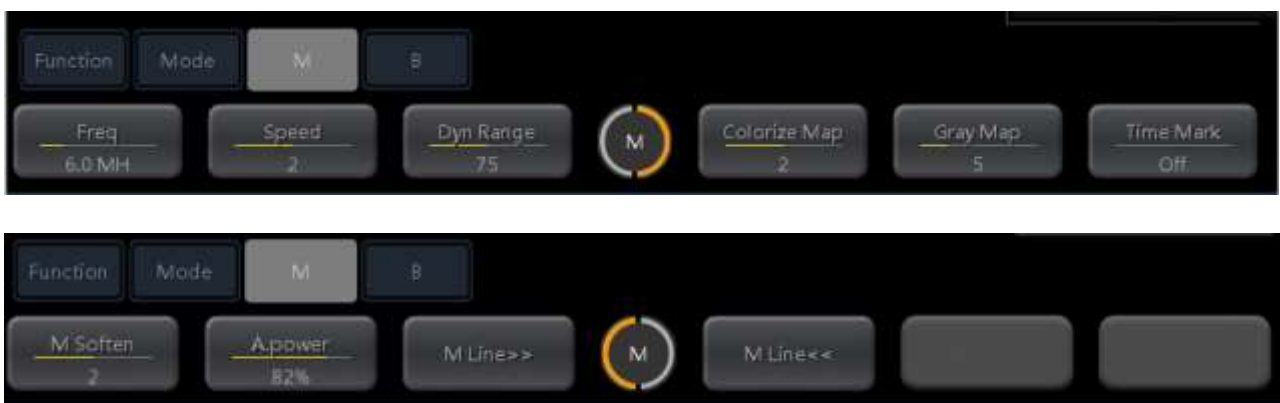 Function Mode M B
Freq Speed Dyn Range M Colorize Map Gray Map Time Mark
6.0 MH 2 75 2 5 Off
Function Mode M B
M Soften A.power M Line>> M M Line<<
2 82%